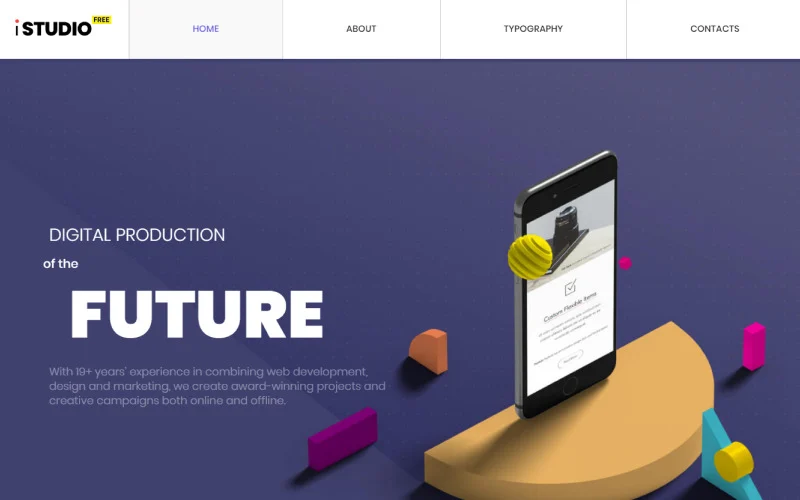 iSTUDIO FREE
HOME
ABOUT
TYPOGRAPHY
CONTACTS
DIGITAL PRODUCTION
of the
FUTURE
With 19+ years' experience in combining web development,
design and marketing, we create award-winning projects and
creative campaigns both online and offline.
Custom Flexible Items